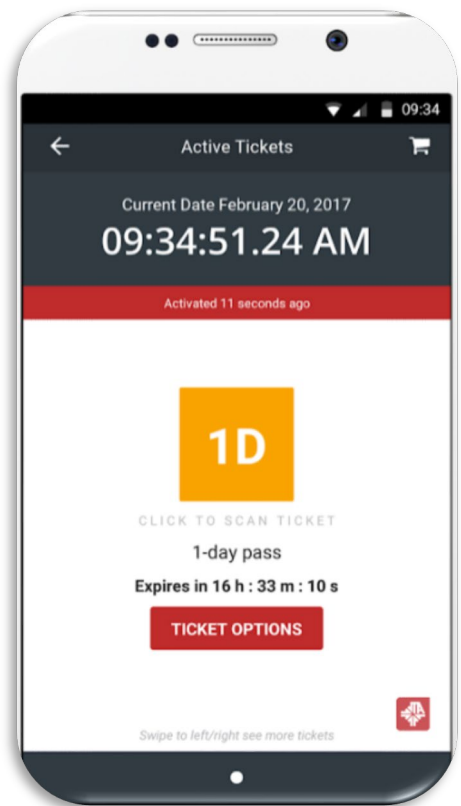 09:34
Active Tickets
Current Date February 20, 2017
09:34:51.24 AM
Activated 11 seconds ago
1D
CLICK TO SCAN TICKET
1-day pass
Expires in 16 h : 33 m : 10 s
TICKET OPTIONS
Swipe to left/right see more tickets